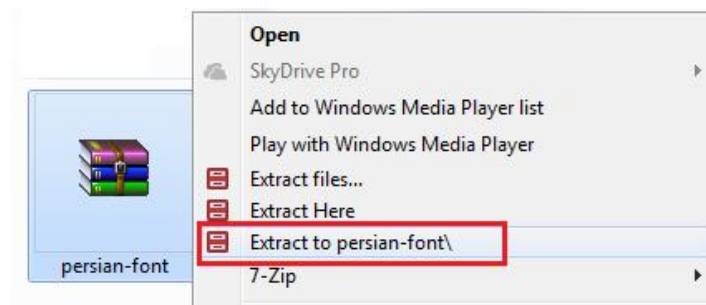 Open
SkyDrive Pro
Add to Windows Media Player list
Play with Windows Media Player
Extract files...
Extract Here
Extract to persian-font\
7-Zip
persian-font